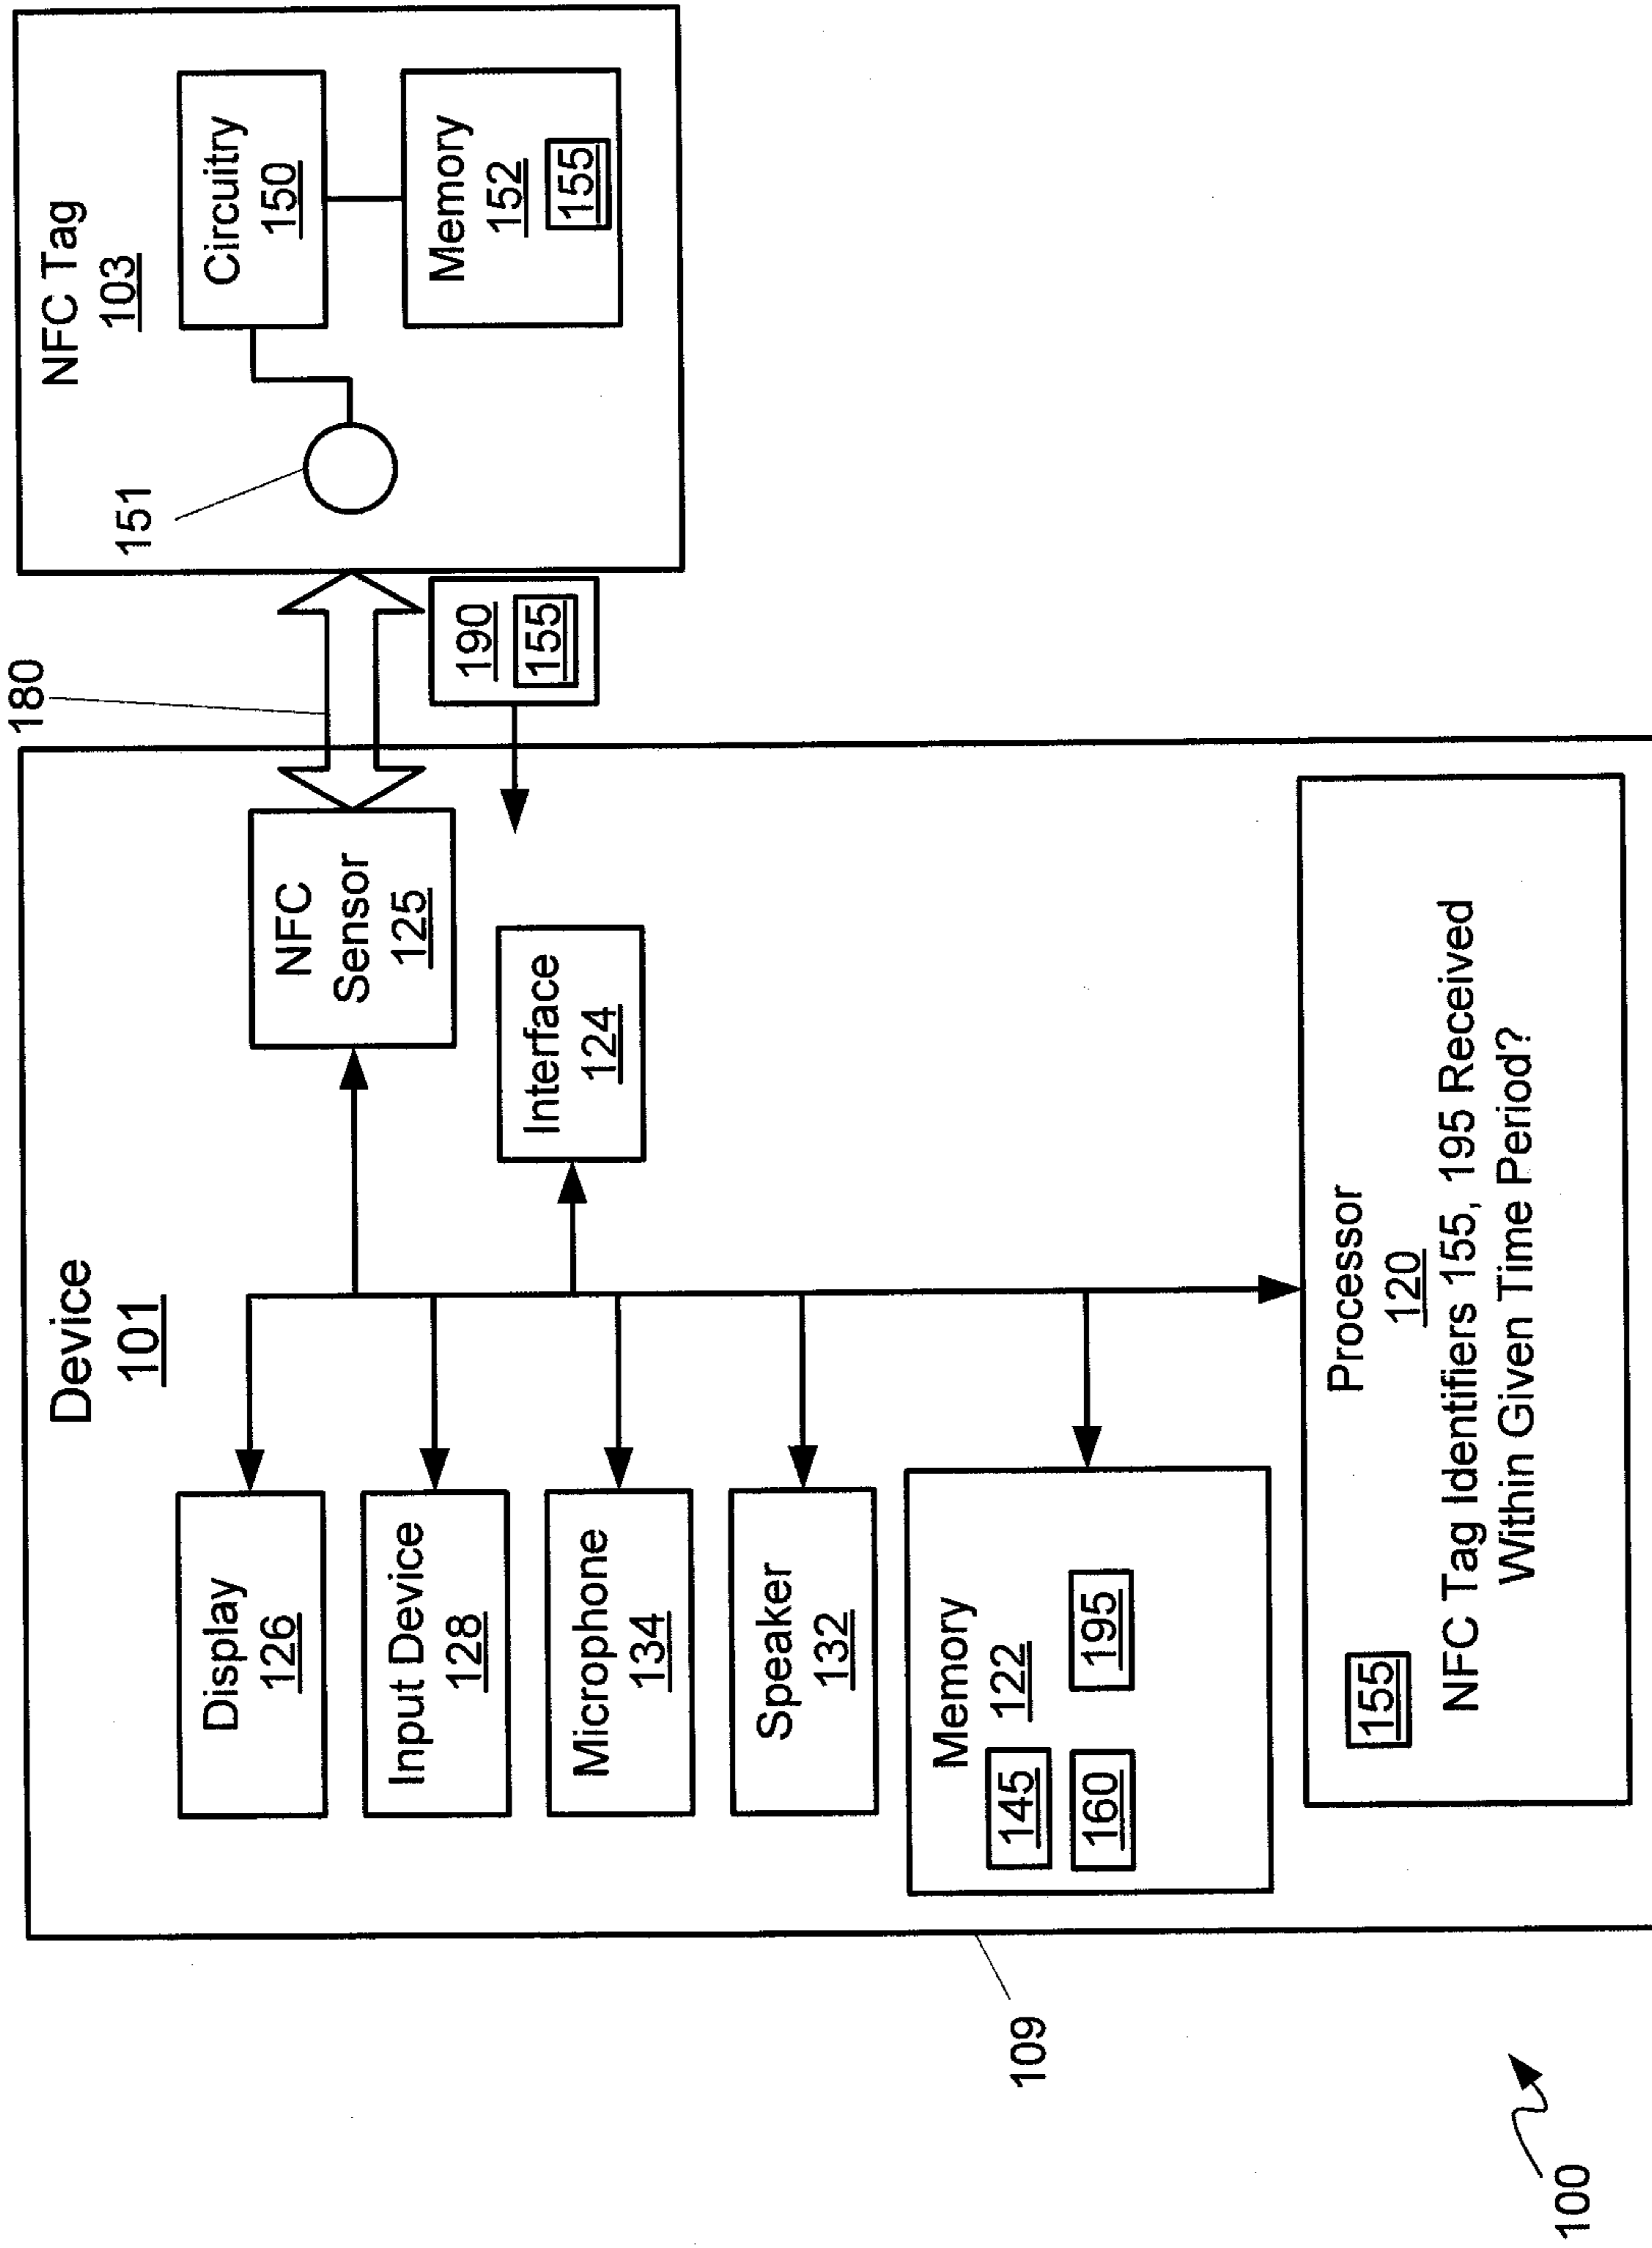 Device
101
Display
126
Input Device
128
Microphone
134
Speaker
132
Memory
122
145
160
195
NFC
Sensor
125
Interface
124
Processor
120
155
NFC Tag Identifiers 155, 195 Received
Within Given Time Period?
109
100
180
190
155
NFC Tag
103
151
Circuitry
150
Memory
152
155